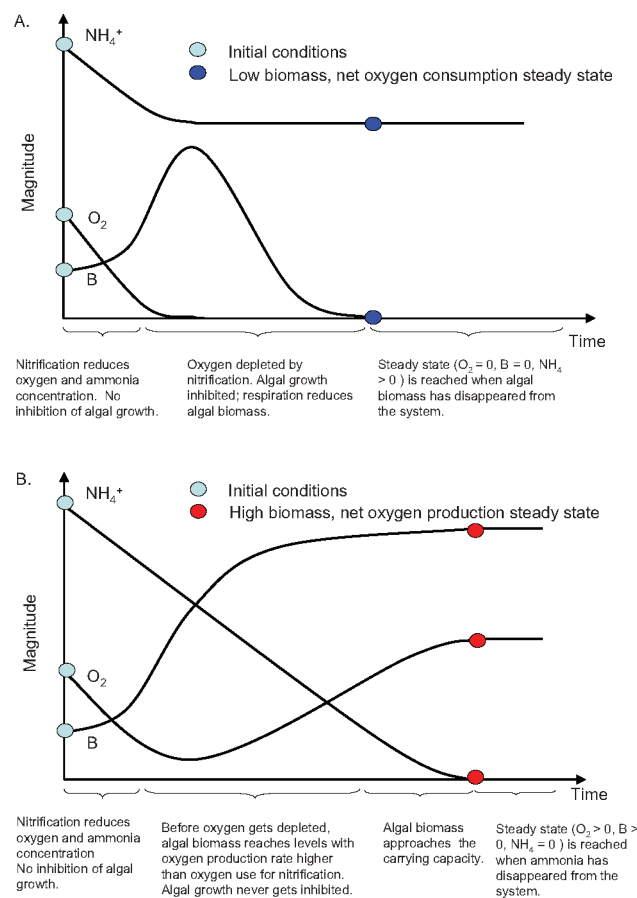 A.
NH4+
Initial conditions
Low biomass, net oxygen consumption steady state
Magnitude
O2
B
Time
Nitrification reduces
oxygen and ammonia
concentration. No
inhibition of algal growth.
Oxygen depleted by
nitrification. Algal growth
inhibited; respiration reduces
algal biomass.
Steady state (O2 = 0, B = 0, NH4
> 0 ) is reached when algal
biomass has disappeared from
the system.
B.
NH4+
Initial conditions
High biomass, net oxygen production steady state
Magnitude
O2
B
Time
Nitrification reduces
oxygen and ammonia
concentration
No inhibition of algal
growth.
Before oxygen gets depleted,
algal biomass reaches levels with
oxygen production rate higher
than oxygen use for nitrification.
Algal growth never gets inhibited.
Algal biomass
approaches the
carrying capacity.
Steady state (O2 > 0, B >
0, NH4 = 0 ) is reached
when ammonia has
disappeared from the
system.